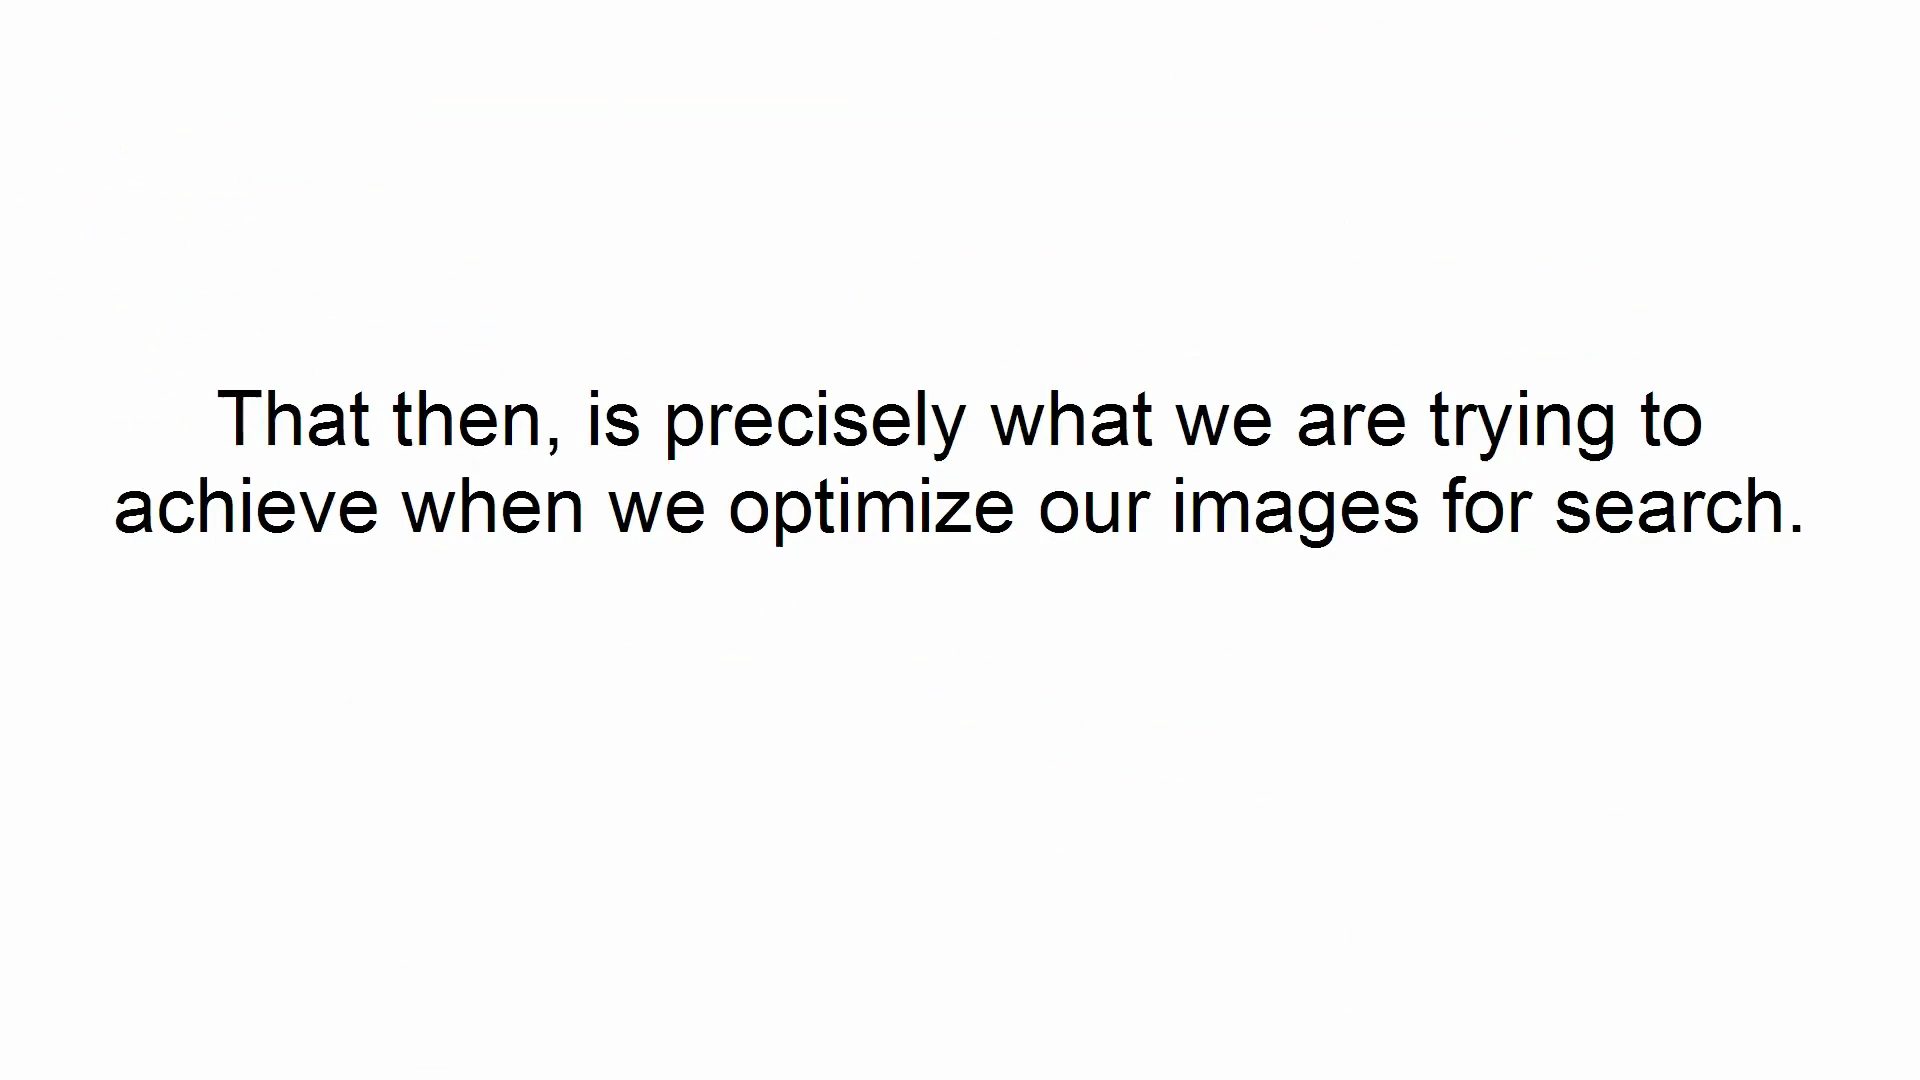 That then, is precisely what we are trying to
achieve when we optimize our images for search.